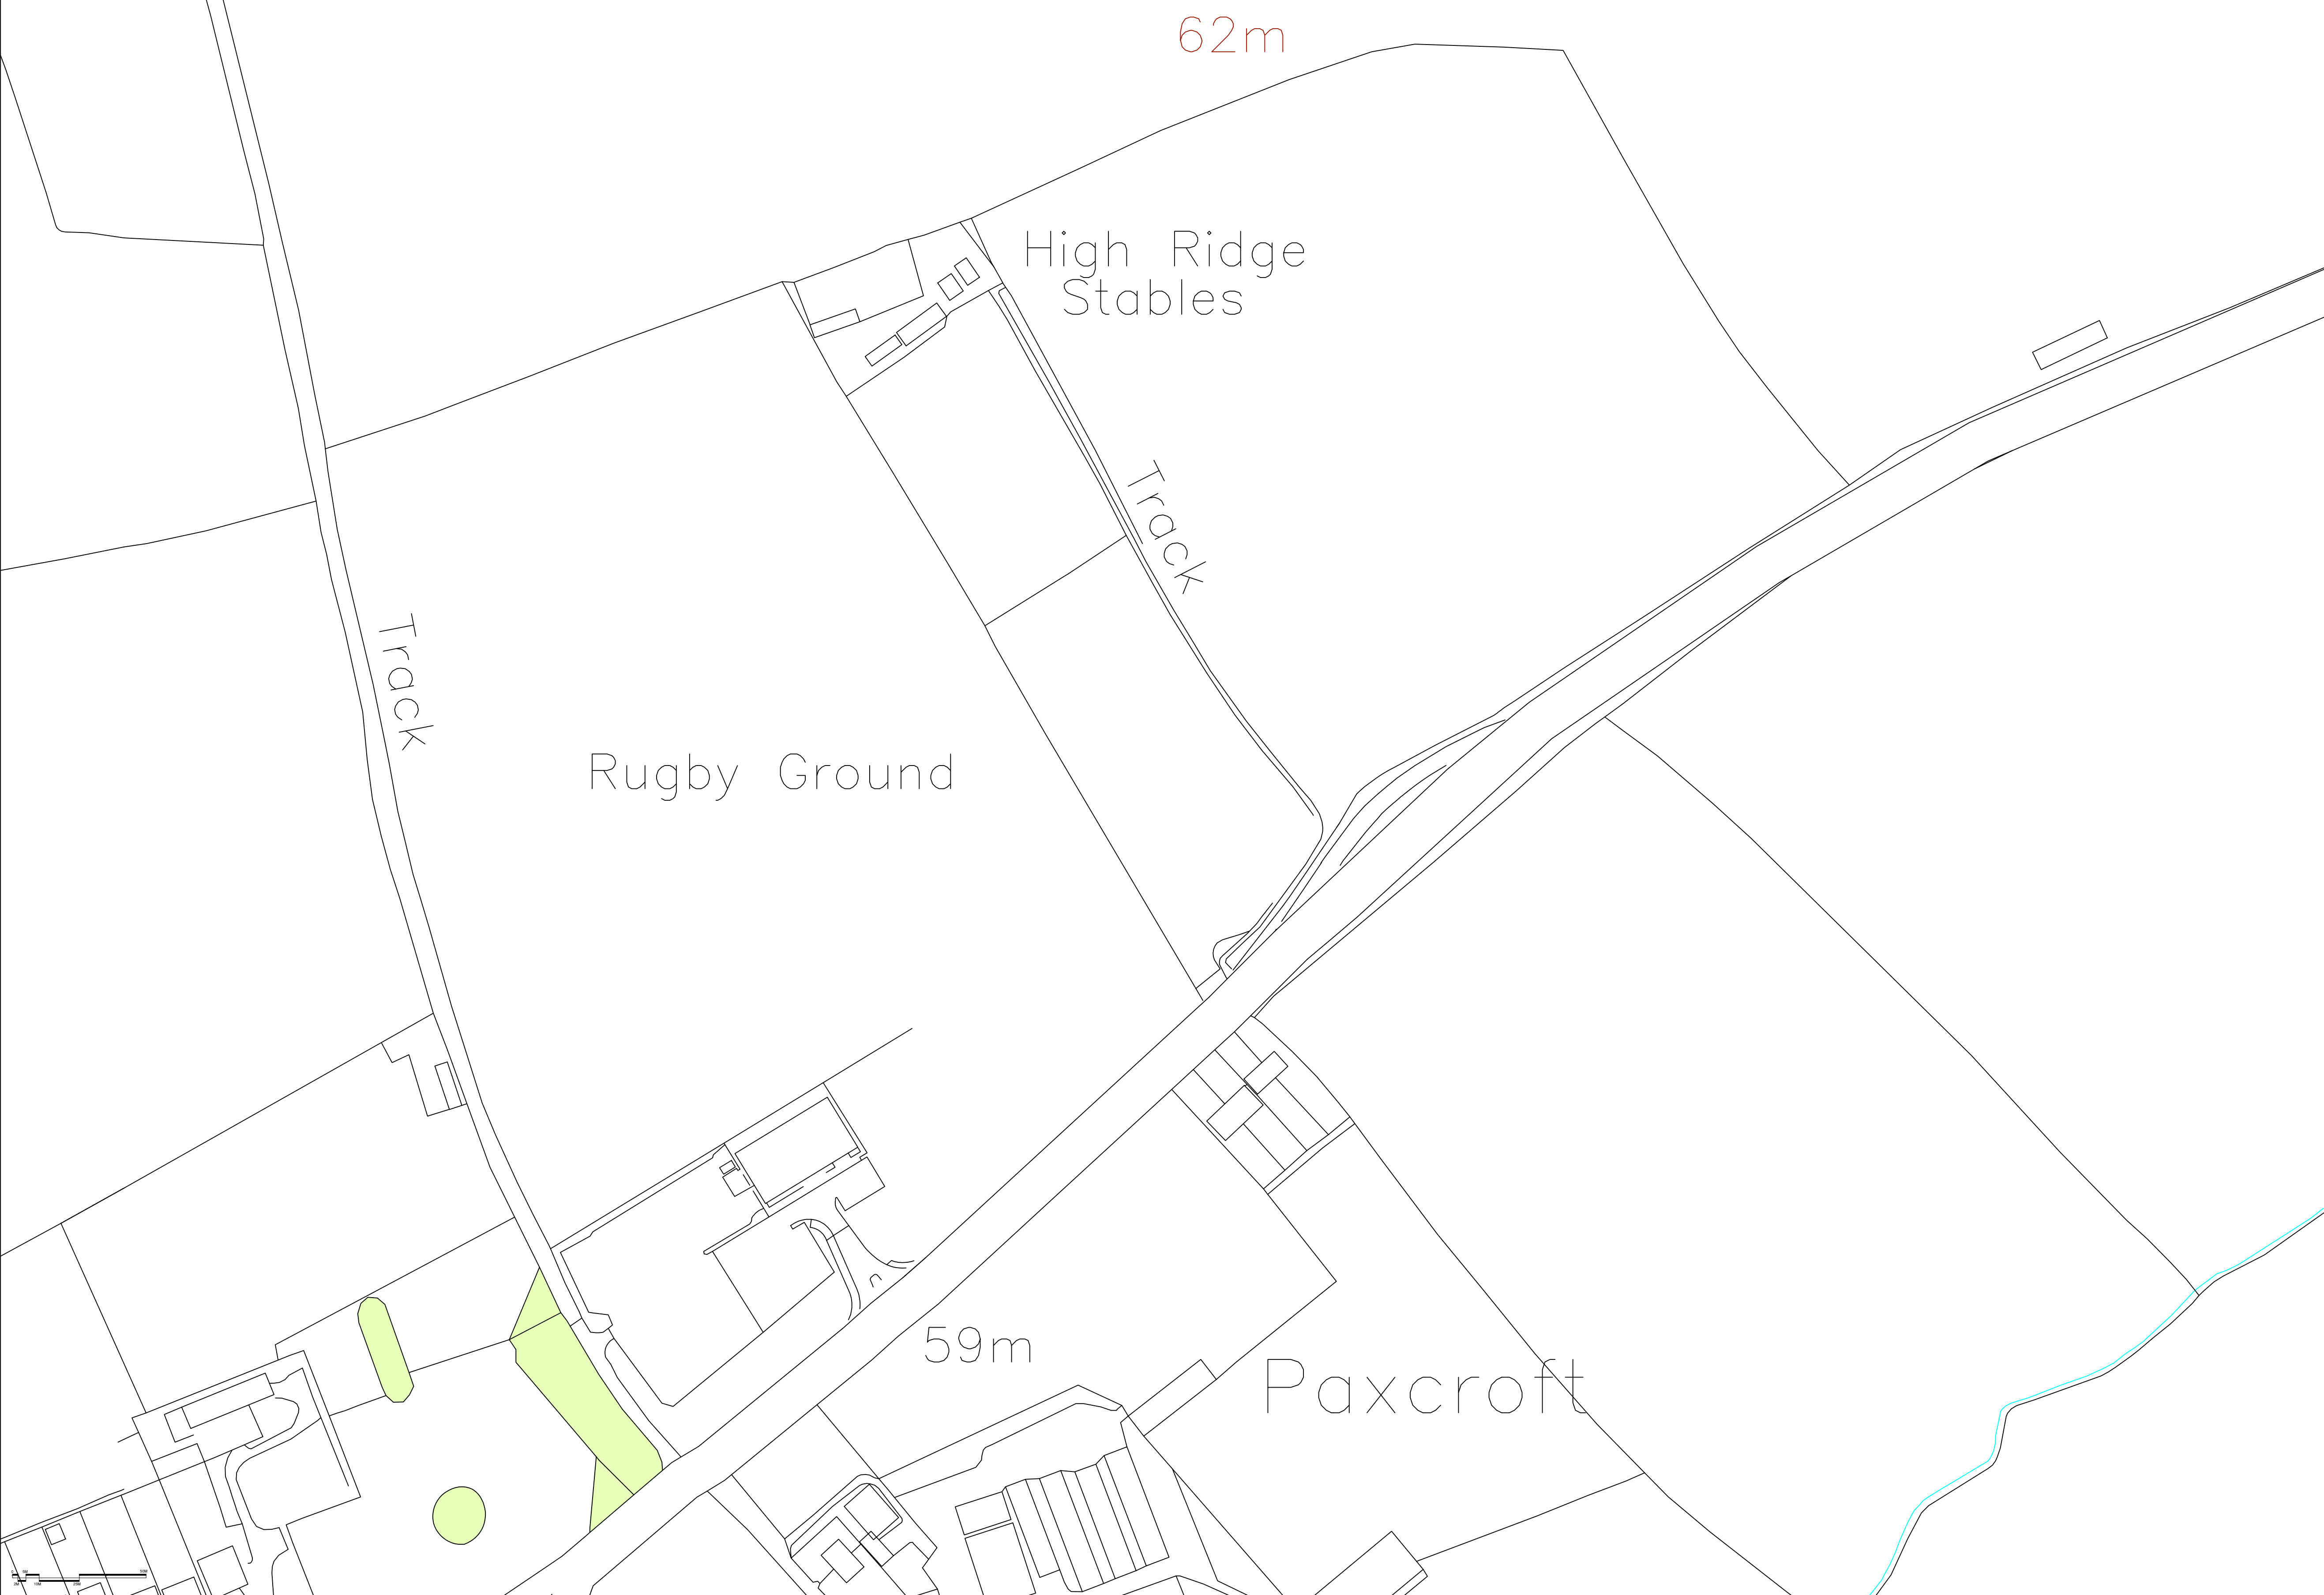 62m
High Ridge
Stables
Track
Track
Rugby Ground
59m
Paxcroft